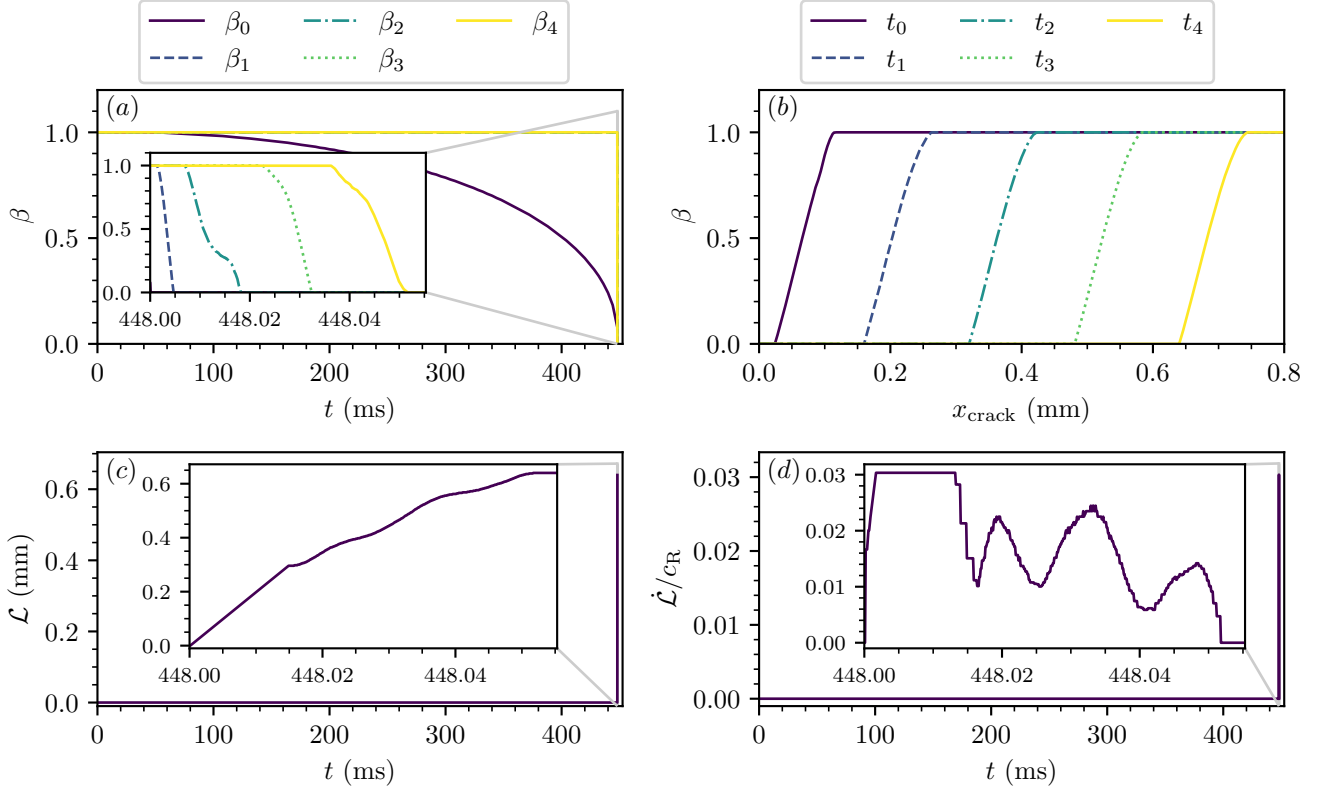 β₀ β₂ β₄
β₁ β₃
t₀ t₂ t₄
t₁ t₃
(a)
1.0
0.5
0.0
β
1.0
0.5
0.0
448.00 448.02 448.04
0 100 200 300 400
t (ms)
(b)
1.0
0.5
0.0
β
0.0 0.2 0.4 0.6 0.8
x_crack (mm)
(c)
0.6
0.4
0.2
0.0
ℒ (mm)
0.6
0.4
0.2
0.0
448.00 448.02 448.04
0 100 200 300 400
t (ms)
(d)
0.03
0.02
0.01
0.00
ℒ̇/c_R
0.03
0.02
0.01
0.00
448.00 448.02 448.04
0 100 200 300 400
t (ms)